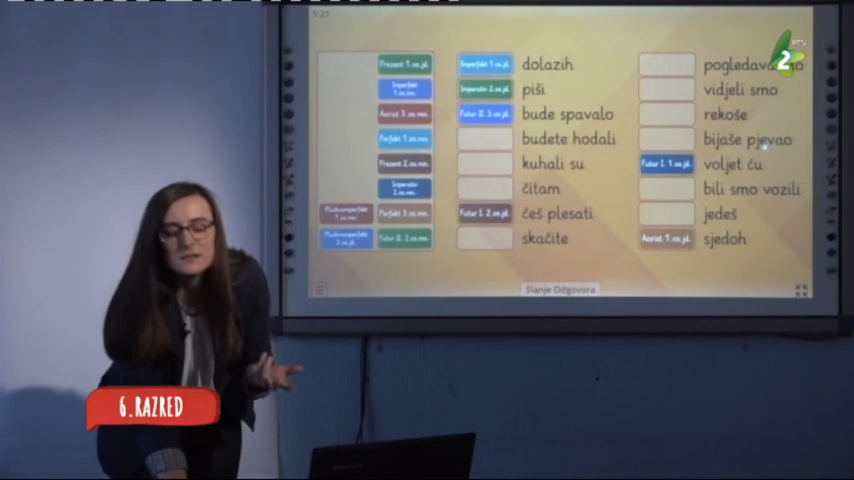 5:21
RTV
2
Prezent 1.os.jd. Imperfekt 1.os.jd. dolazih
Imperfekt 1.os.mn. Imperativ 2.os.jd. piši vidjeli smo
Aorist 3.os.mn. Futur II. 3.os.jd. bude spavalo rekoše
Perfekt 1.os.mn. budete hodali bijaše pjevao
Prezent 2.os.mn. kuhali su Futur I. 1.os.jd. voljet ću
Imperativ 2.os.mn. čitam bili smo vozili
Pluskvamperfekt 1.os.mn. Perfekt 3.os.mn. Futur I. 2.os.jd. ćeš plesati jedeš
Pluskvamperfekt 3.os.jd. Futur II. 2.os.mn. skačite Aorist 1.os.jd. sjedoh
Slanje Odgovora
6.RAZRED